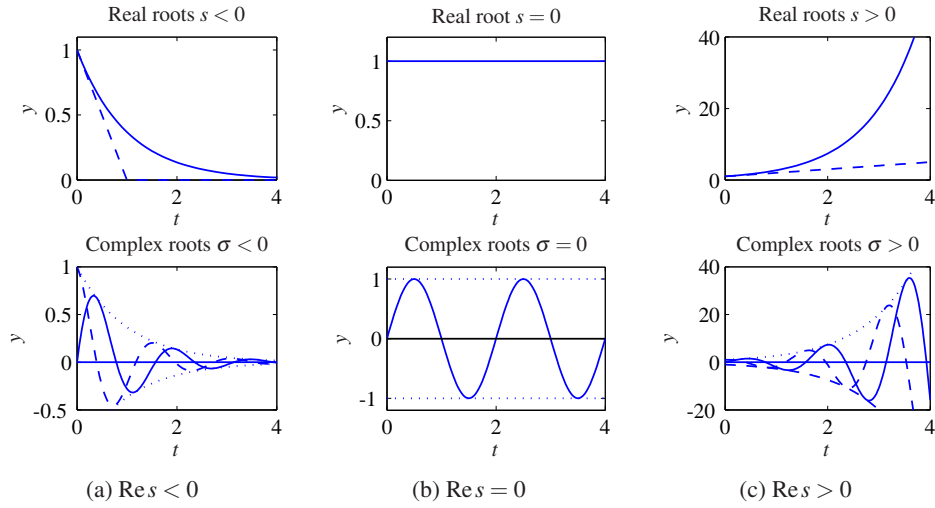 Real roots s < 0
Real root s = 0
Real roots s > 0
1
0.5
0
y
0
2
4
t
1
0.5
0
y
0
2
4
t
40
20
0
y
0
2
4
t
Complex roots σ < 0
Complex roots σ = 0
Complex roots σ > 0
1
0.5
0
-0.5
y
0
2
4
t
1
0
-1
y
0
2
4
t
40
20
0
-20
y
0
2
4
t
(a) Re s < 0
(b) Re s = 0
(c) Re s > 0